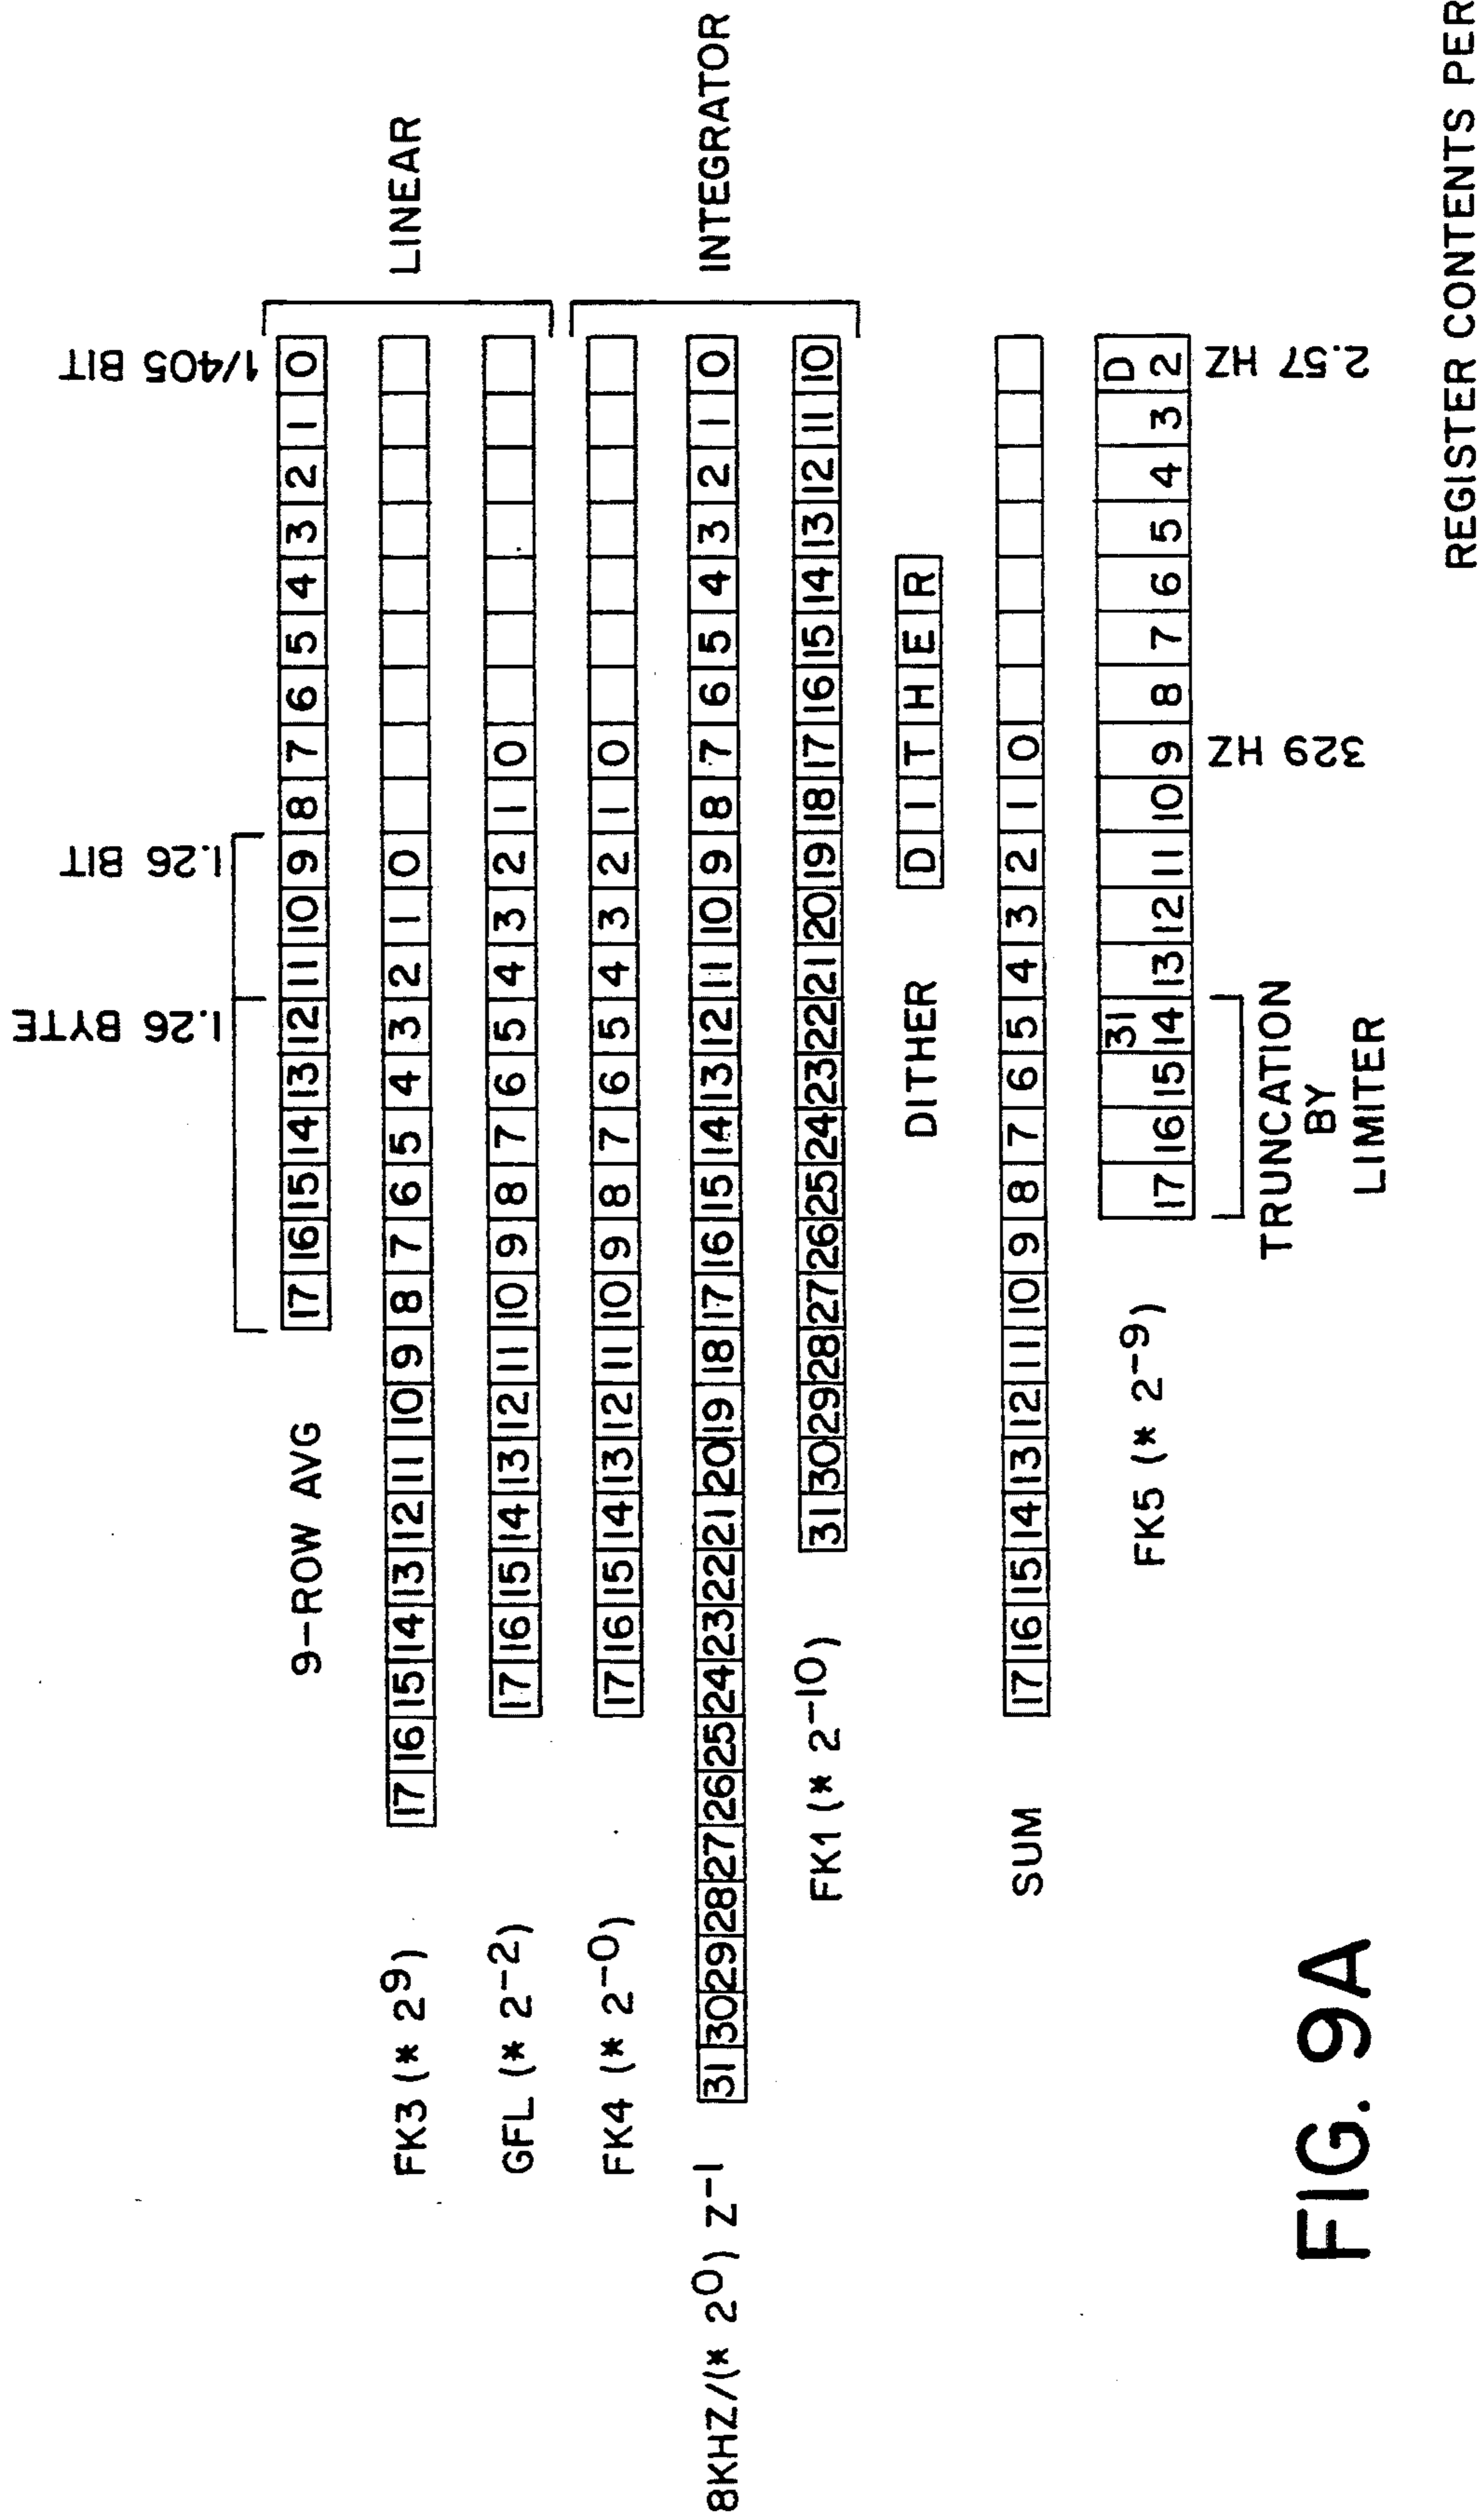 1.26 BYTE
1.26 BIT
1/405 BIT
9-ROW AVG
17 16 15 14 13 12 11 10 9 8 7 6 5 4 3 2 1 0
FK3 (* 2^9)
17 16 15 14 13 12 11 10 9 8 7 6 5 4 3 2 1 0
LINEAR
GFL (* 2^-2)
17 16 15 14 13 12 11 10 9 8 7 6 5 4 3 2 1 0
FK4 (* 2^-0)
17 16 15 14 13 12 11 10 9 8 7 6 5 4 3 2 1 0
8KHZ/(* 2^0) Z^-1
31 30 29 28 27 26 25 24 23 22 21 20 19 18 17 16 15 14 13 12 11 10 9 8 7 6 5 4 3 2 1 0
INTEGRATOR
FK1 (* 2^-10)
31 30 29 28 27 26 25 24 23 22 21 20 19 18 17 16 15 14 13 12 11 10
DITHER
D I T H E R
SUM
17 16 15 14 13 12 11 10 9 8 7 6 5 4 3 2 1 0
FK5 (* 2^-9)
31 D
17 16 15 14 13 12 11 10 9 8 7 6 5 4 3 2
329 HZ
2.57 HZ
TRUNCATION
BY
LIMITER
FIG. 9A
REGISTER CONTENTS PER